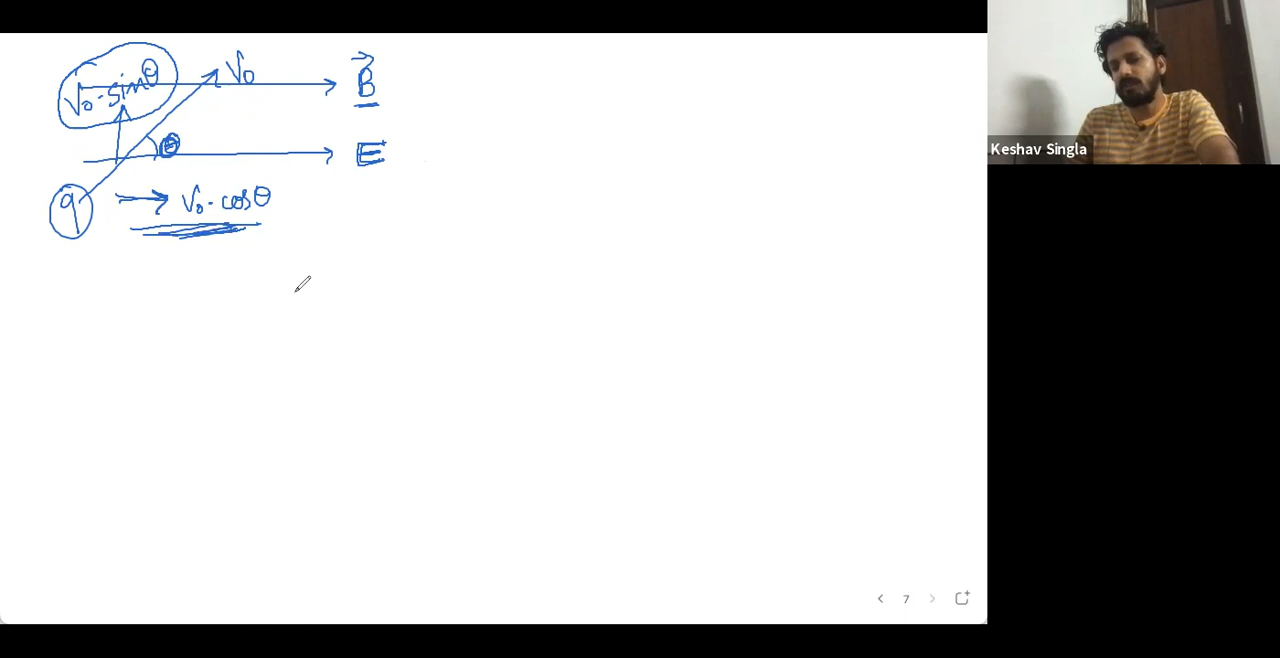 V₀·sinθ
V₀
B⃗
θ
E
q
V₀·cosθ
Keshav Singla
7